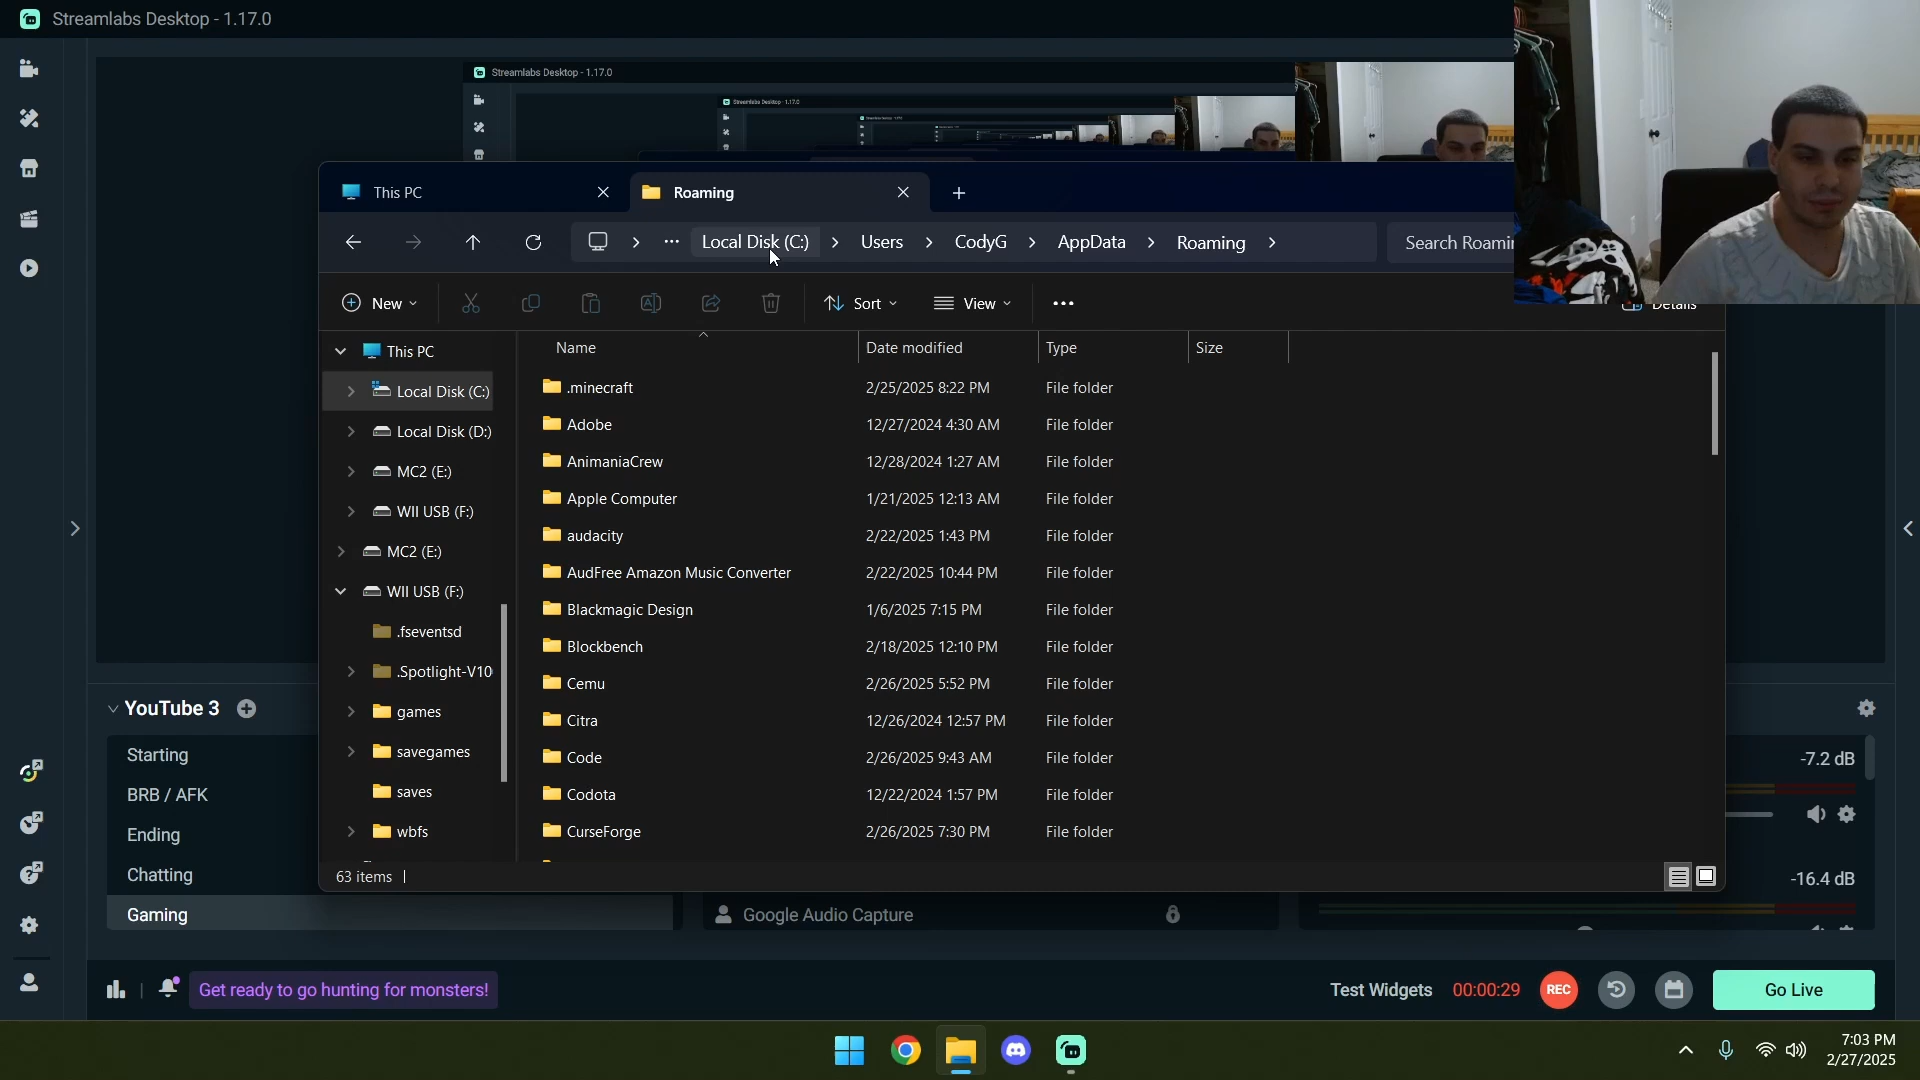 Streamlabs Desktop - 1.17.0
Streamlabs Desktop - 1.17.0
Streamlabs Desktop - 1.17.0
This PC
Roaming
Local Disk (C:)
Users
CodyG
AppData
Roaming
Search Roamin
New
Sort
View
Details
Name
Date modified
Type
Size
This PC
Local Disk (C:)
Local Disk (D:)
MC2 (E:)
WII USB (F:)
MC2 (E:)
WII USB (F:)
.fseventsd
.Spotlight-V10
games
savegames
saves
wbfs
.minecraft 2/25/2025 8:22 PM File folder
Adobe 12/27/2024 4:30 AM File folder
AnimaniaCrew 12/28/2024 1:27 AM File folder
Apple Computer 1/21/2025 12:13 AM File folder
audacity 2/22/2025 1:43 PM File folder
AudFree Amazon Music Converter 2/22/2025 10:44 PM File folder
Blackmagic Design 1/6/2025 7:15 PM File folder
Blockbench 2/18/2025 12:10 PM File folder
Cemu 2/26/2025 5:52 PM File folder
Citra 12/26/2024 12:57 PM File folder
Code 2/26/2025 9:43 AM File folder
Codota 12/22/2024 1:57 PM File folder
CurseForge 2/26/2025 7:30 PM File folder
63 items
YouTube 3
Starting
BRB / AFK
Ending
Chatting
Gaming
Google Audio Capture
-7.2 dB
-16.4 dB
Get ready to go hunting for monsters!
Test Widgets
00:00:29
REC
Go Live
7:03 PM
2/27/2025